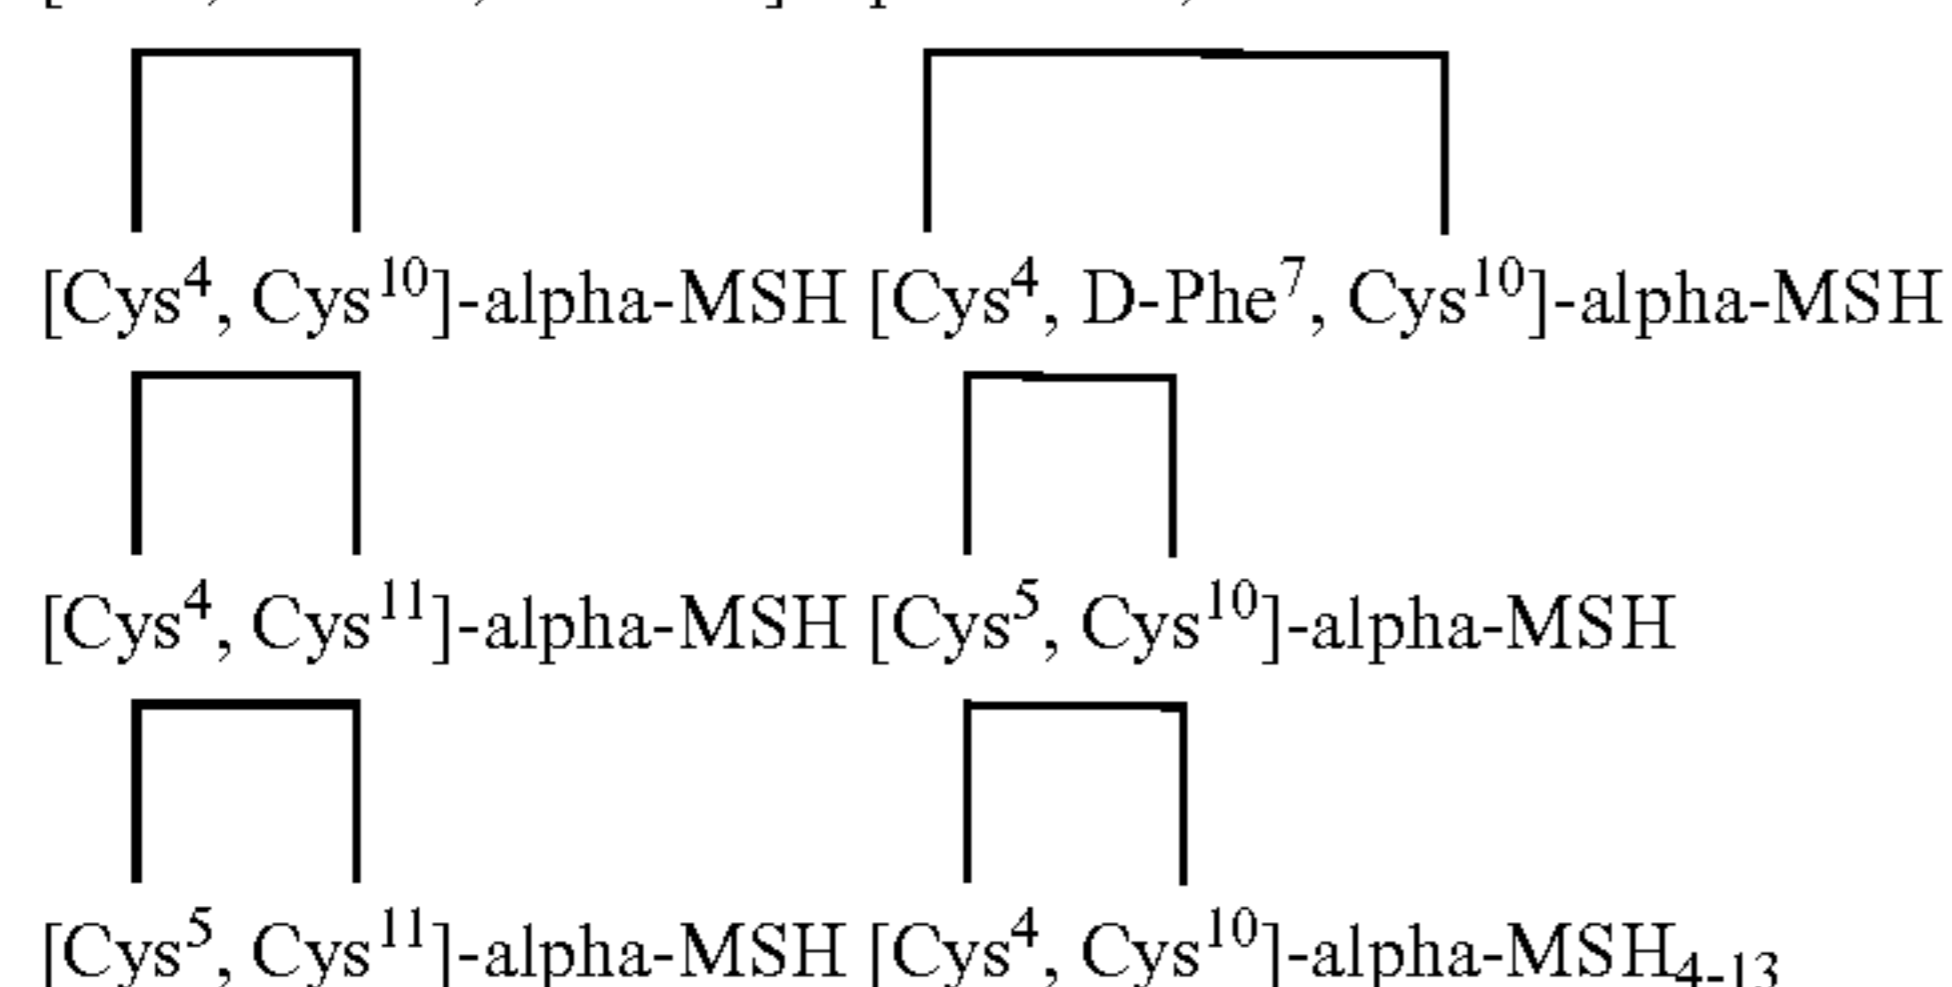 [Cys4, Cys10]-alpha-MSH [Cys4, D-Phe7, Cys10]-alpha-MSH
[Cys4, Cys11]-alpha-MSH [Cys5, Cys10]-alpha-MSH
[Cys5, Cys11]-alpha-MSH [Cys4, Cys10]-alpha-MSH4-13